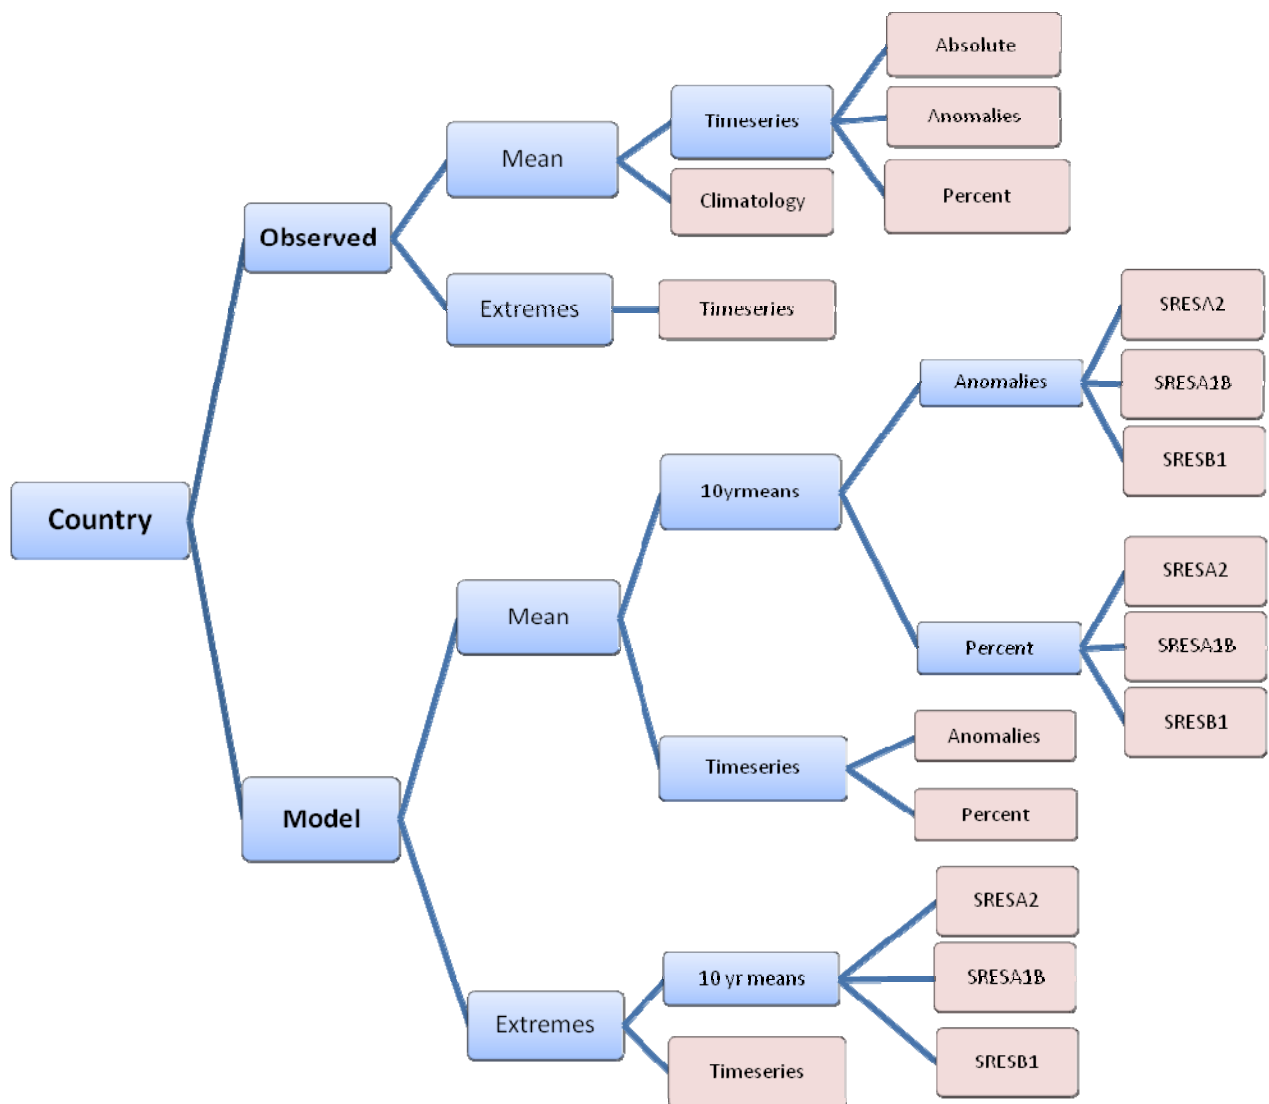 Absolute
Timeseries
Anomalies
Mean
Percent
Climatology
Observed
Extremes
Timeseries
SRESA2
Anomalies
SRESA1B
SRESB1
10yrmeans
Country
SRESA2
Mean
Percent
SRESA1B
SRESB1
Anomalies
Timeseries
Percent
Model
SRESA2
10 yr means
SRESA1B
Extremes
SRESB1
Timeseries